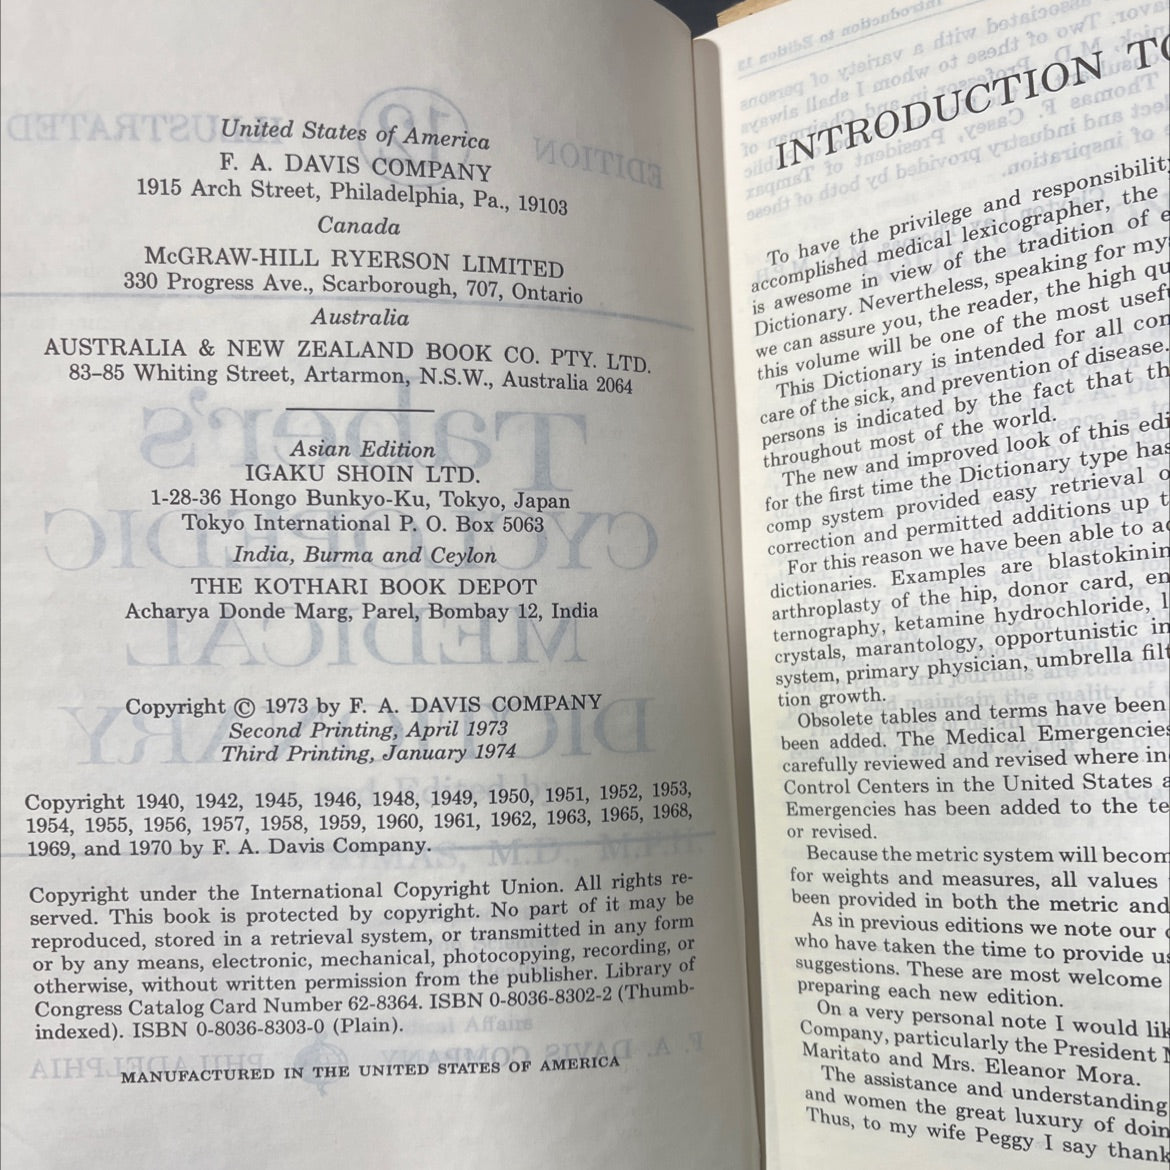 United States of America
F. A. DAVIS COMPANY
1915 Arch Street, Philadelphia, Pa., 19103
Canada
McGRAW-HILL RYERSON LIMITED
330 Progress Ave., Scarborough, 707, Ontario
Australia
AUSTRALIA & NEW ZEALAND BOOK CO. PTY. LTD.
83–85 Whiting Street, Artarmon, N.S.W., Australia 2064
Asian Edition
IGAKU SHOIN LTD.
1-28-36 Hongo Bunkyo-Ku, Tokyo, Japan
Tokyo International P. O. Box 5063
India, Burma and Ceylon
THE KOTHARI BOOK DEPOT
Acharya Donde Marg, Parel, Bombay 12, India
Copyright © 1973 by F. A. DAVIS COMPANY
Second Printing, April 1973
Third Printing, January 1974
Copyright 1940, 1942, 1945, 1946, 1948, 1949, 1950, 1951, 1952, 1953,
1954, 1955, 1956, 1957, 1958, 1959, 1960, 1961, 1962, 1963, 1965, 1968,
1969, and 1970 by F. A. Davis Company.
Copyright under the International Copyright Union. All rights re-
served. This book is protected by copyright. No part of it may be
reproduced, stored in a retrieval system, or transmitted in any form
or by any means, electronic, mechanical, photocopying, recording, or
otherwise, without written permission from the publisher. Library of
Congress Catalog Card Number 62-8364. ISBN 0-8036-8302-2 (Thumb-
indexed). ISBN 0-8036-8303-0 (Plain).
MANUFACTURED IN THE UNITED STATES OF AMERICA
INTRODUCTION TO
To have the privilege and responsibility
accomplished medical lexicographer, the
is awesome in view of the tradition of
Dictionary. Nevertheless, speaking for
we can assure you, the reader, the high
this volume will be one of the most
This Dictionary is intended for all
care of the sick, and prevention of disease.
persons is indicated by the fact that
throughout most of the world.
The new and improved look of this
for the first time the Dictionary type has
comp system provided easy retrieval
correction and permitted additions up
For this reason we have been able to
dictionaries. Examples are
arthroplasty of the hip, donor card,
ternography, ketamine hydrochloride,
crystals, marantology, opportunistic
system, primary physician, umbrella
tion growth.
Obsolete tables and terms have been
been added. The Medical Emergencies
carefully reviewed and revised where
Control Centers in the United States
Emergencies has been added to the
or revised.
Because the metric system will
for weights and measures, all values
been provided in both the metric and
As in previous editions we note our
who have taken the time to provide
suggestions. These are most welcome
preparing each new edition.
On a very personal note I would
Company, particularly the President
Maritato and Mrs. Eleanor Mora.
The assistance and understanding
and women the great luxury of
Thus, to my wife Peggy I say